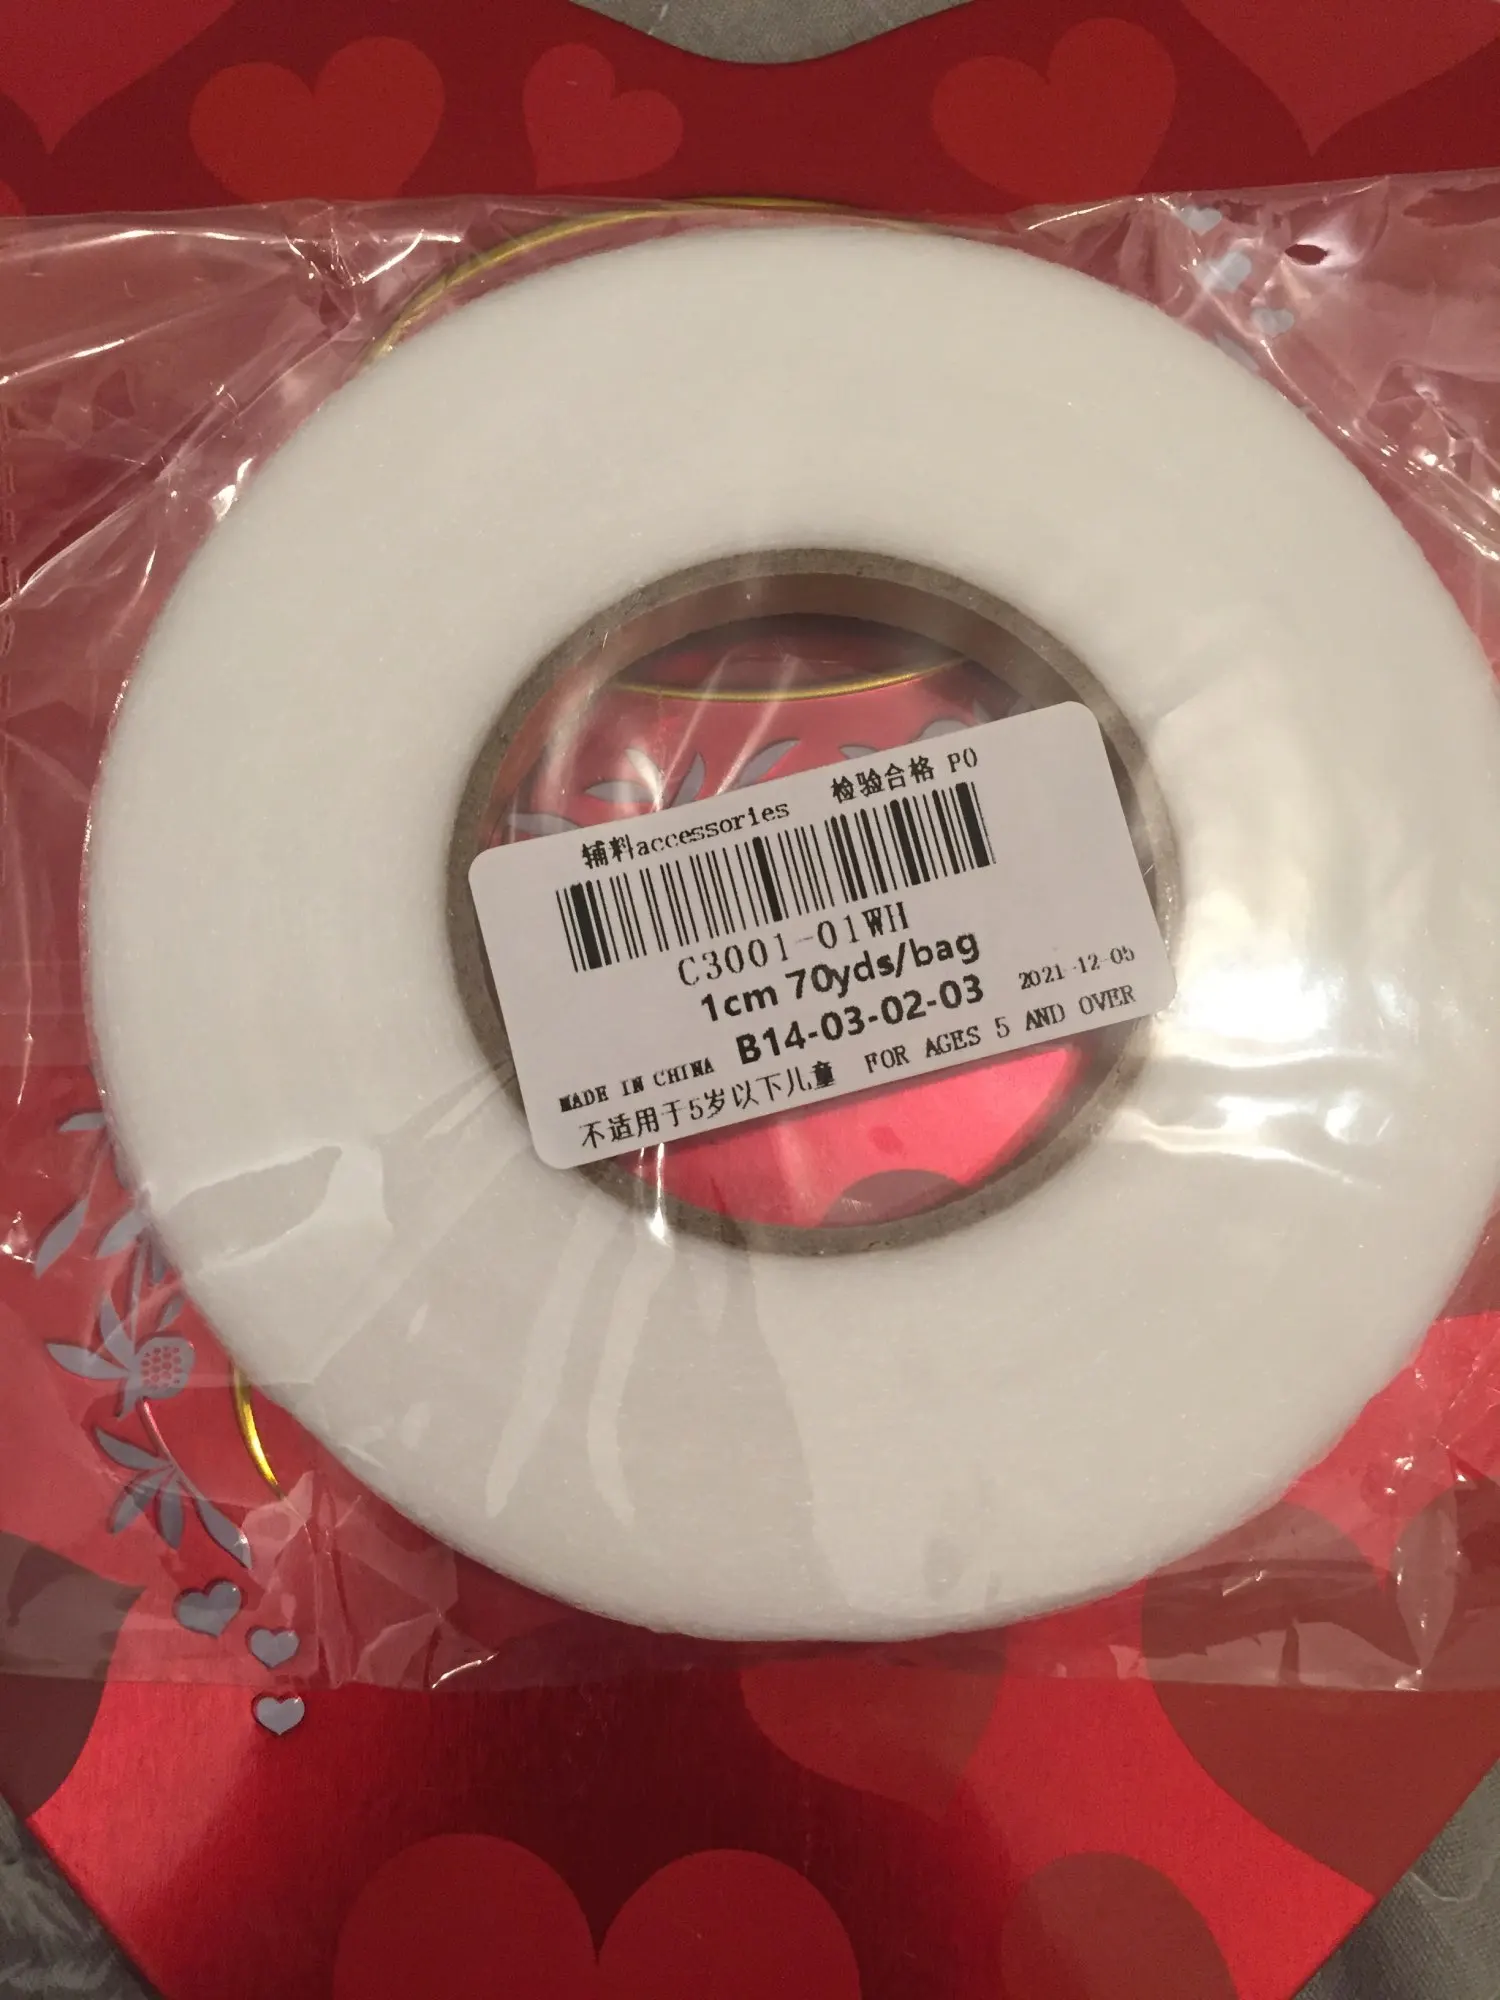 辅料accessories 检验合格 P0
C3001-01WH
1cm 70yds/bag
B14-03-02-03 2021-12-05
MADE IN CHINA FOR AGES 5 AND OVER
不适用于5岁以下儿童